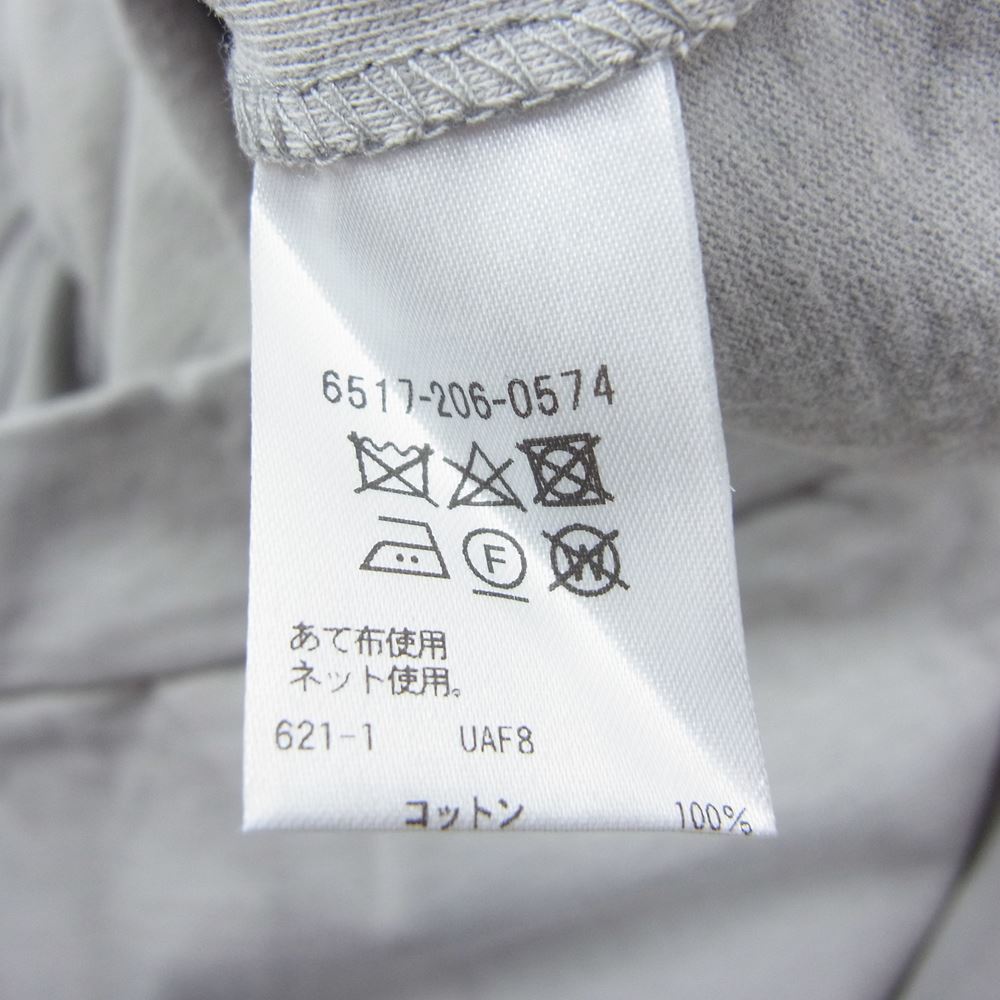 6517-206-0574
F W
あて布使用
ネット使用。
621-1 UAF8
コットン 100%